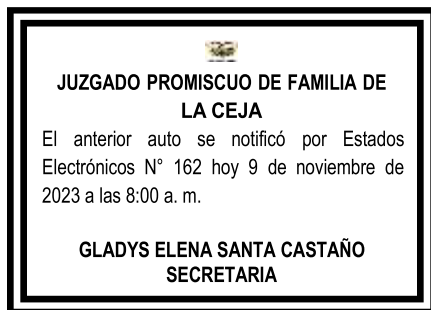 JUZGADO PROMISCUO DE FAMILIA DE
LA CEJA
El anterior auto se notificó por Estados
Electrónicos N° 162 hoy 9 de noviembre de
2023 a las 8:00 a. m.
GLADYS ELENA SANTA CASTAÑO
SECRETARIA